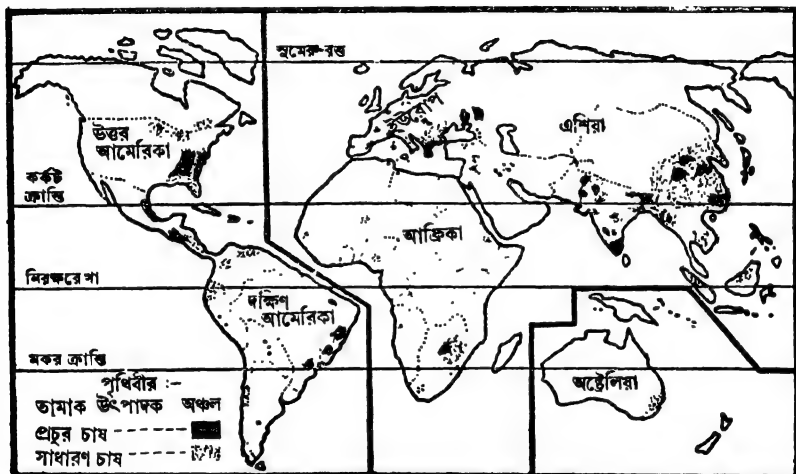 সুমেরু-বৃত্ত
উত্তর
আমেরিকা
ইউরোপ
এশিয়া
কর্কট
ক্রান্তি
আফ্রিকা
নিরক্ষরেখা
দক্ষিণ
আমেরিকা
মকর ক্রান্তি
অষ্ট্রেলিয়া
পৃথিবীর :-
তামাক উৎপাদক অঞ্চল
প্রচুর চাষ
সাধারণ চাষ